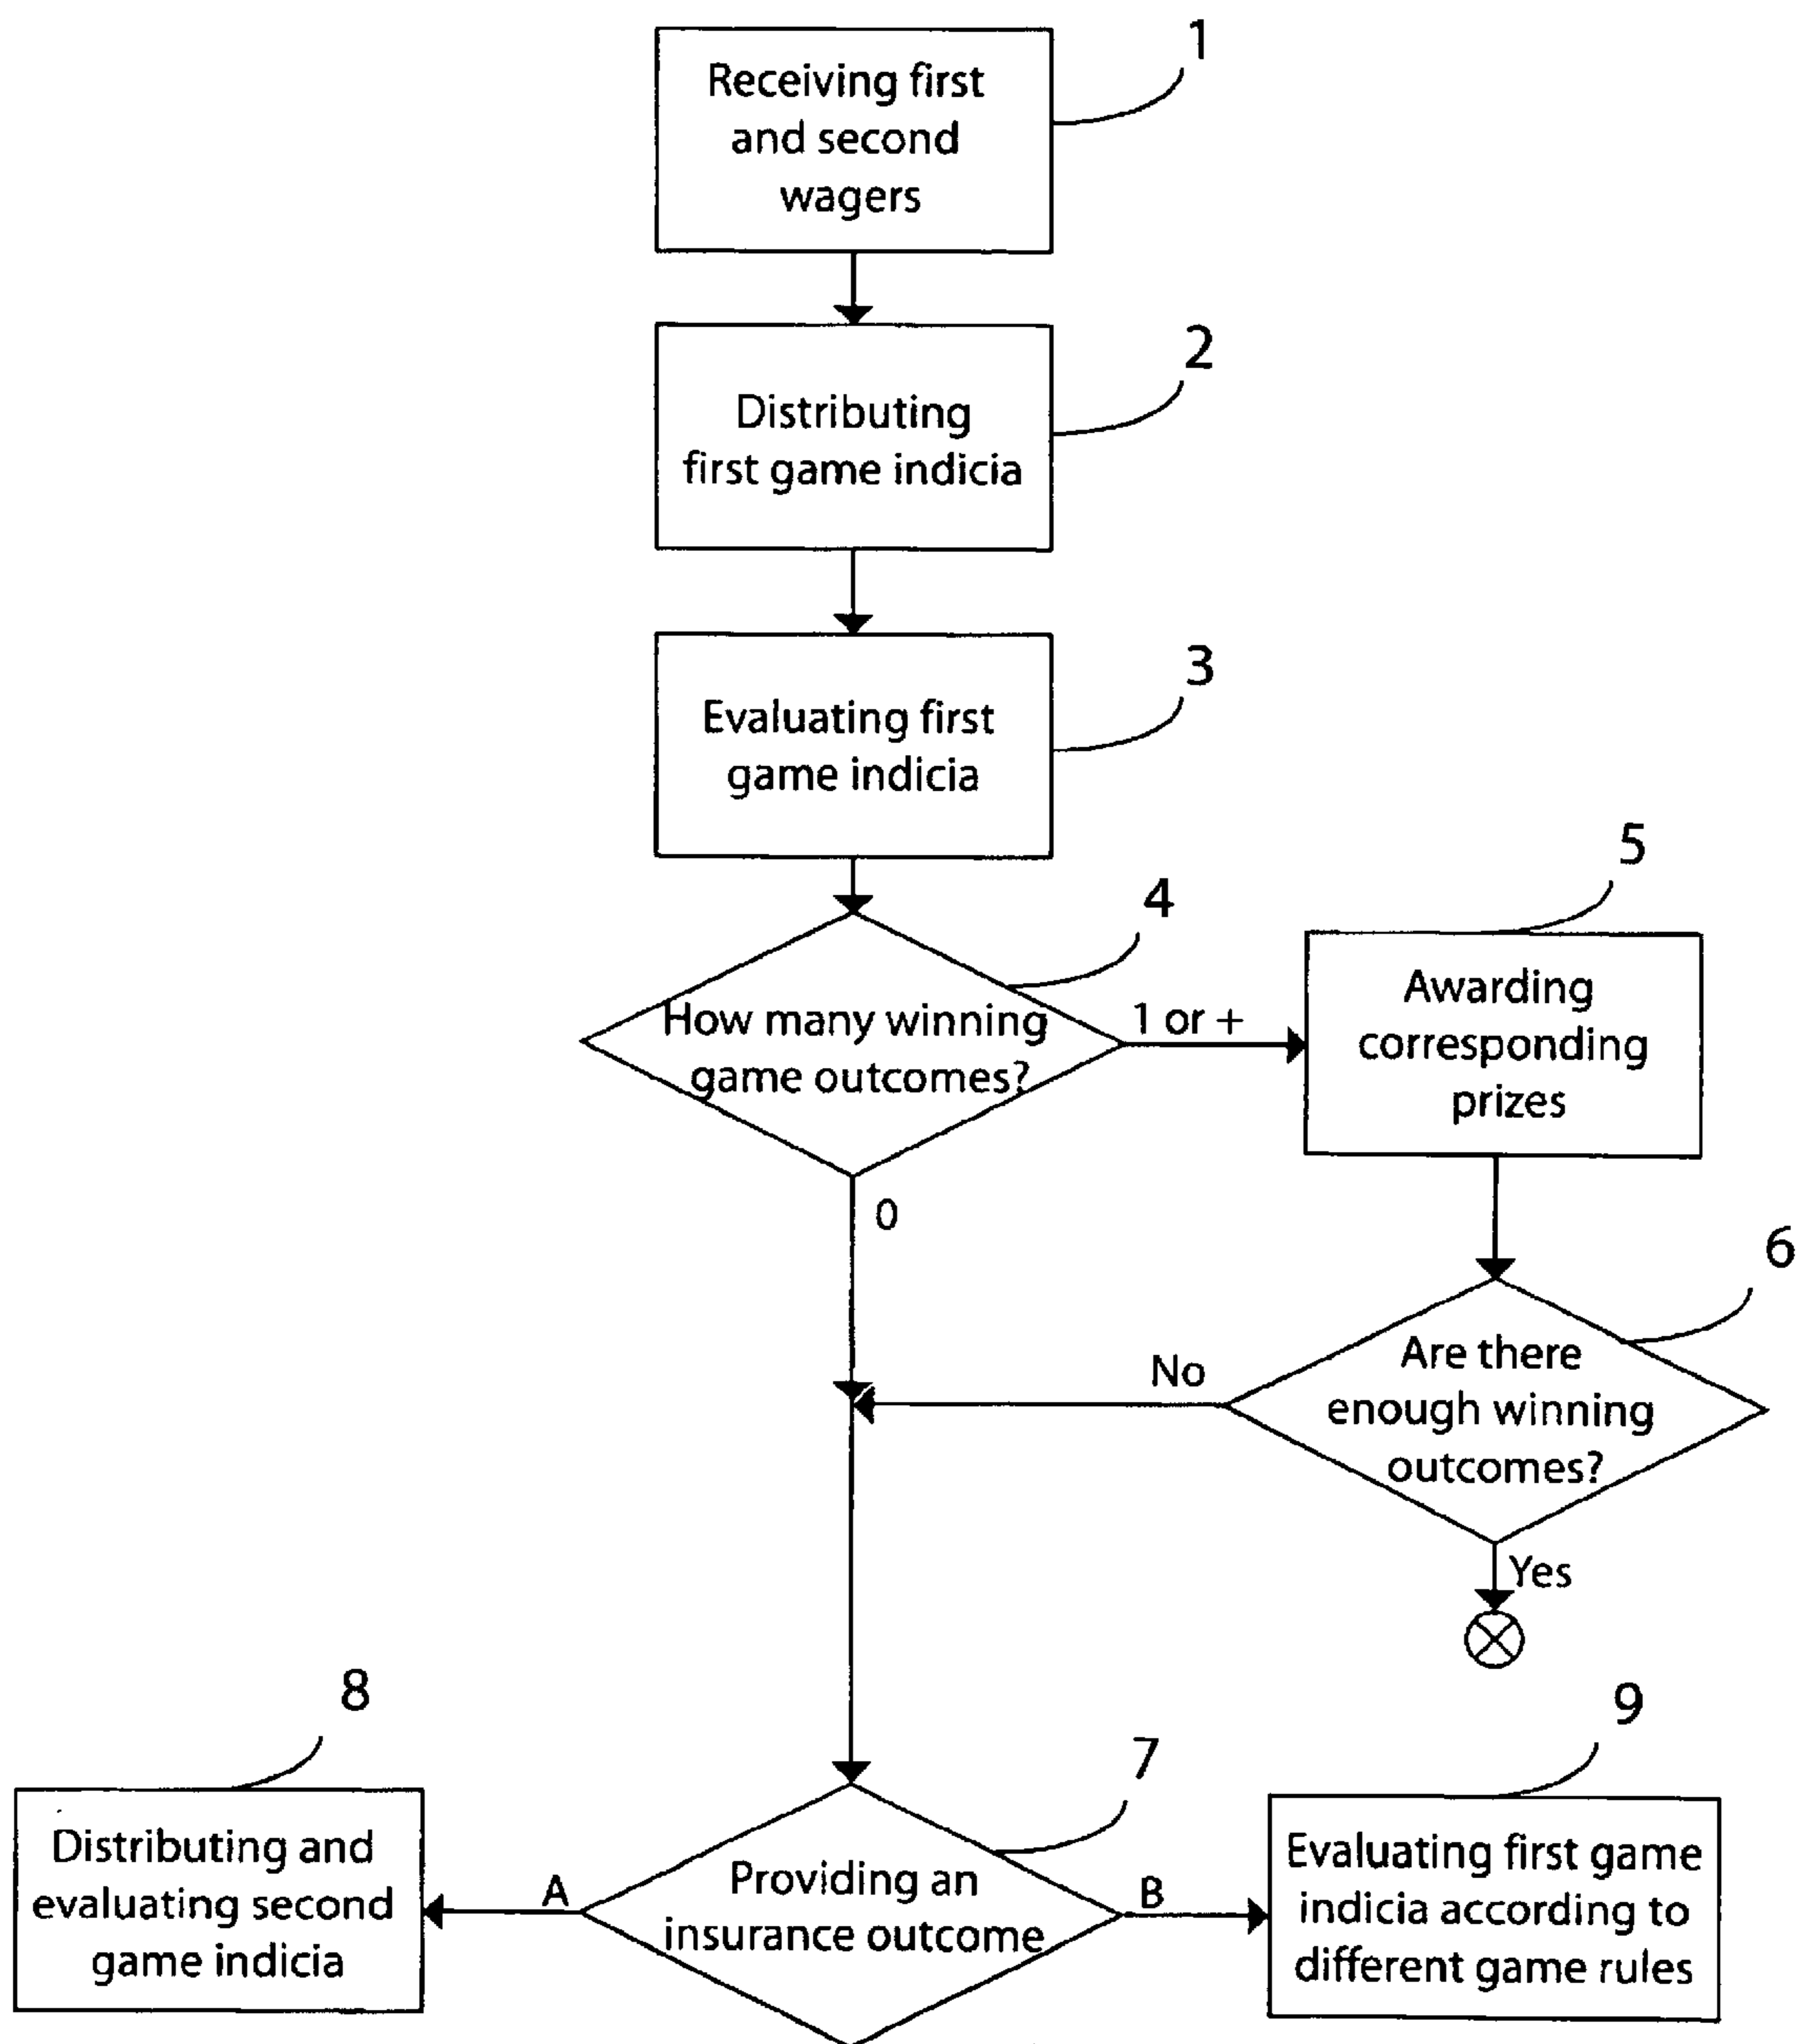 1
Receiving first
and second
wagers
2
Distributing
first game indicia
3
Evaluating first
game indicia
4
How many winning
game outcomes?
1 or +
5
Awarding
corresponding
prizes
0
6
Are there
enough winning
outcomes?
No
Yes
7
Providing an
insurance outcome
A
8
Distributing and
evaluating second
game indicia
B
9
Evaluating first game
indicia according to
different game rules